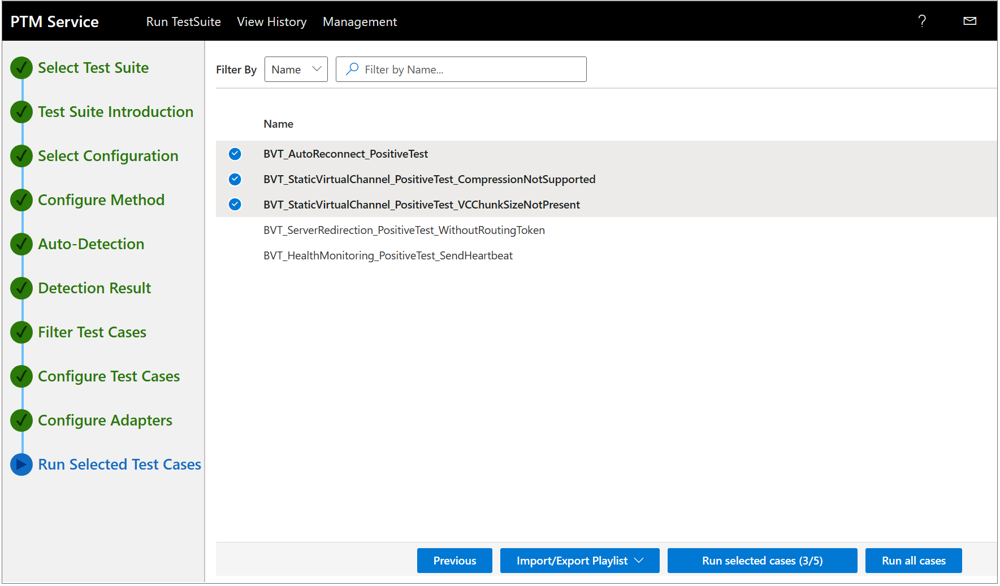 PTM Service
Run TestSuite
View History
Management
?
Select Test Suite
Test Suite Introduction
Select Configuration
Configure Method
Auto-Detection
Detection Result
Filter Test Cases
Configure Test Cases
Configure Adapters
Run Selected Test Cases
Filter By
Name
Filter by Name...
Name
BVT_AutoReconnect_PositiveTest
BVT_StaticVirtualChannel_PositiveTest_CompressionNotSupported
BVT_StaticVirtualChannel_PositiveTest_VCChunkSizeNotPresent
BVT_ServerRedirection_PositiveTest_WithoutRoutingToken
BVT_HealthMonitoring_PositiveTest_SendHeartbeat
Previous
Import/Export Playlist
Run selected cases (3/5)
Run all cases